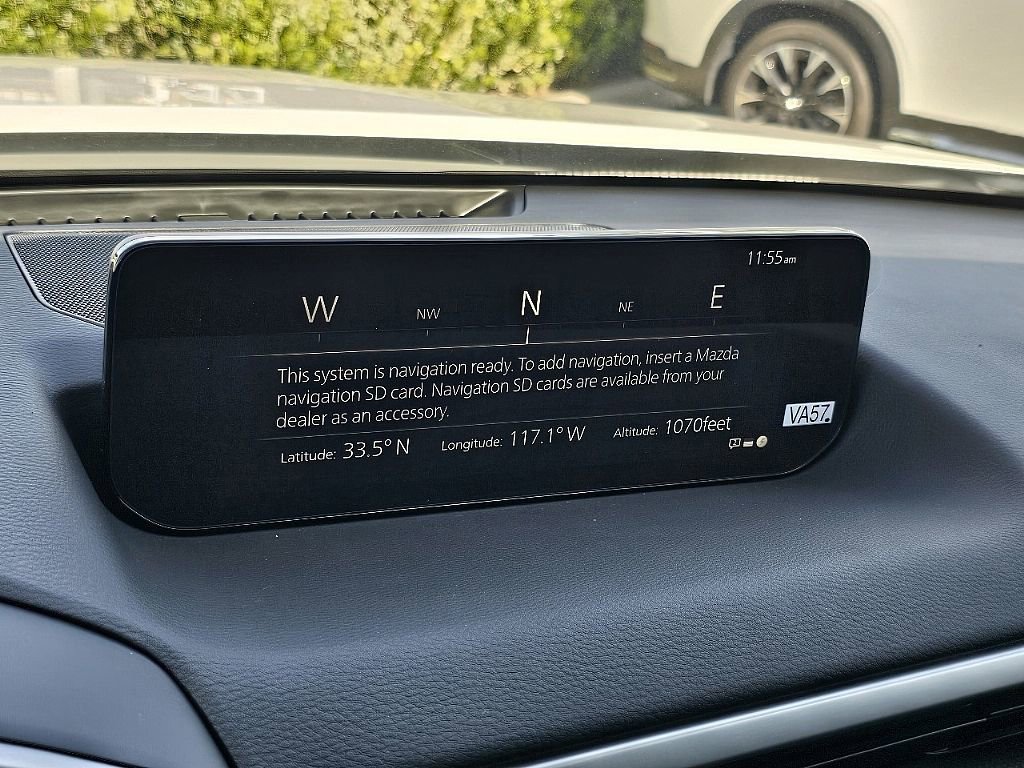 11:55am
W NW N NE E
This system is navigation ready. To add navigation, insert a Mazda
navigation SD card. Navigation SD cards are available from your
dealer as an accessory.
Latitude: 33.5° N Longitude: 117.1° W Altitude: 1070feet
VA57.